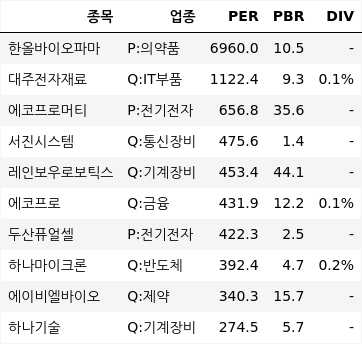 종목 업종 PER PBR DIV
한올바이오파마 P:의약품 6960.0 10.5 -
대주전자재료 Q:IT부품 1122.4 9.3 0.1%
에코프로머티 P:전기전자 656.8 35.6 -
서진시스템 Q:통신장비 475.6 1.4 -
레인보우로보틱스 Q:기계장비 453.4 44.1 -
에코프로 Q:금융 431.9 12.2 0.1%
두산퓨얼셀 P:전기전자 422.3 2.5 -
하나마이크론 Q:반도체 392.4 4.7 0.2%
에이비엘바이오 Q:제약 340.3 15.7 -
하나기술 Q:기계장비 274.5 5.7 -